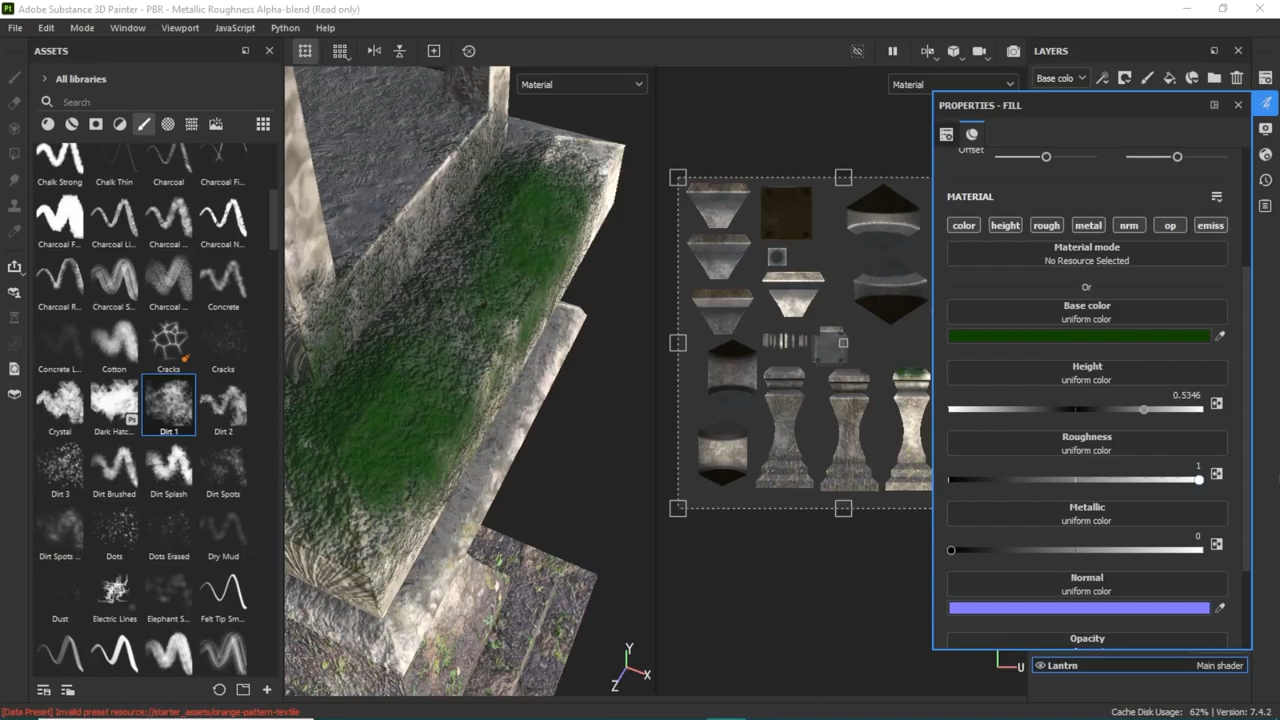 Pt Adobe Substance 3D Painter - PBR - Metallic Roughness Alpha-blend (Read only)
File Edit Mode Window Viewport JavaScript Python Help
ASSETS
All libraries
Search
Chalk Strong Chalk Thin Charcoal Charcoal Fi...
Charcoal F... Charcoal Li... Charcoal ... Charcoal N...
Charcoal R... Charcoal S... Charcoal ... Concrete
Concrete L... Cotton Cracks Cracks
Crystal Dark Hatc... Dirt 1 Dirt 2
Dirt 3 Dirt Brushed Dirt Splash Dirt Spots
Dirt Spots ... Dots Dots Erased Dry Mud
Dust Electric Lines Elephant S... Felt Tip Sm...
Material
Material
Y
X
Z
U
LAYERS
Base colo
PROPERTIES - FILL
Offset
MATERIAL
color height rough metal nrm op emiss
Material mode
No Resource Selected
Or
Base color
uniform color
Height
uniform color
0.5346
Roughness
uniform color
1
Metallic
uniform color
0
Normal
uniform color
Opacity
Lantrn Main shader
[Data Preset] Invalid preset resource://starter_assets/orange-pattern-textile
Cache Disk Usage: 62% | Version: 7.4.2